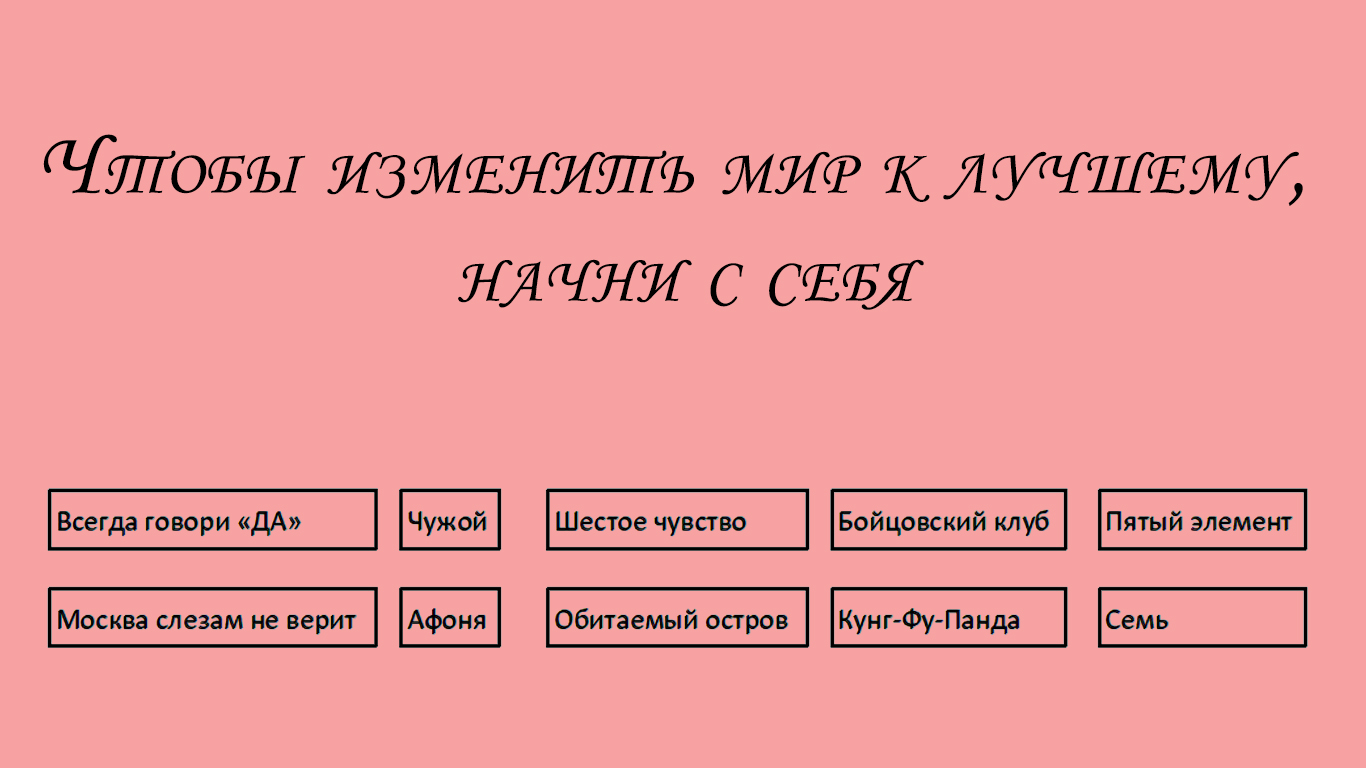 Чтобы изменить мир к лучшему,
начни с себя
Всегда говори «ДА»
Чужой
Шестое чувство
Бойцовский клуб
Пятый элемент
Москва слезам не верит
Афоня
Обитаемый остров
Кунг-Фу-Панда
Семь